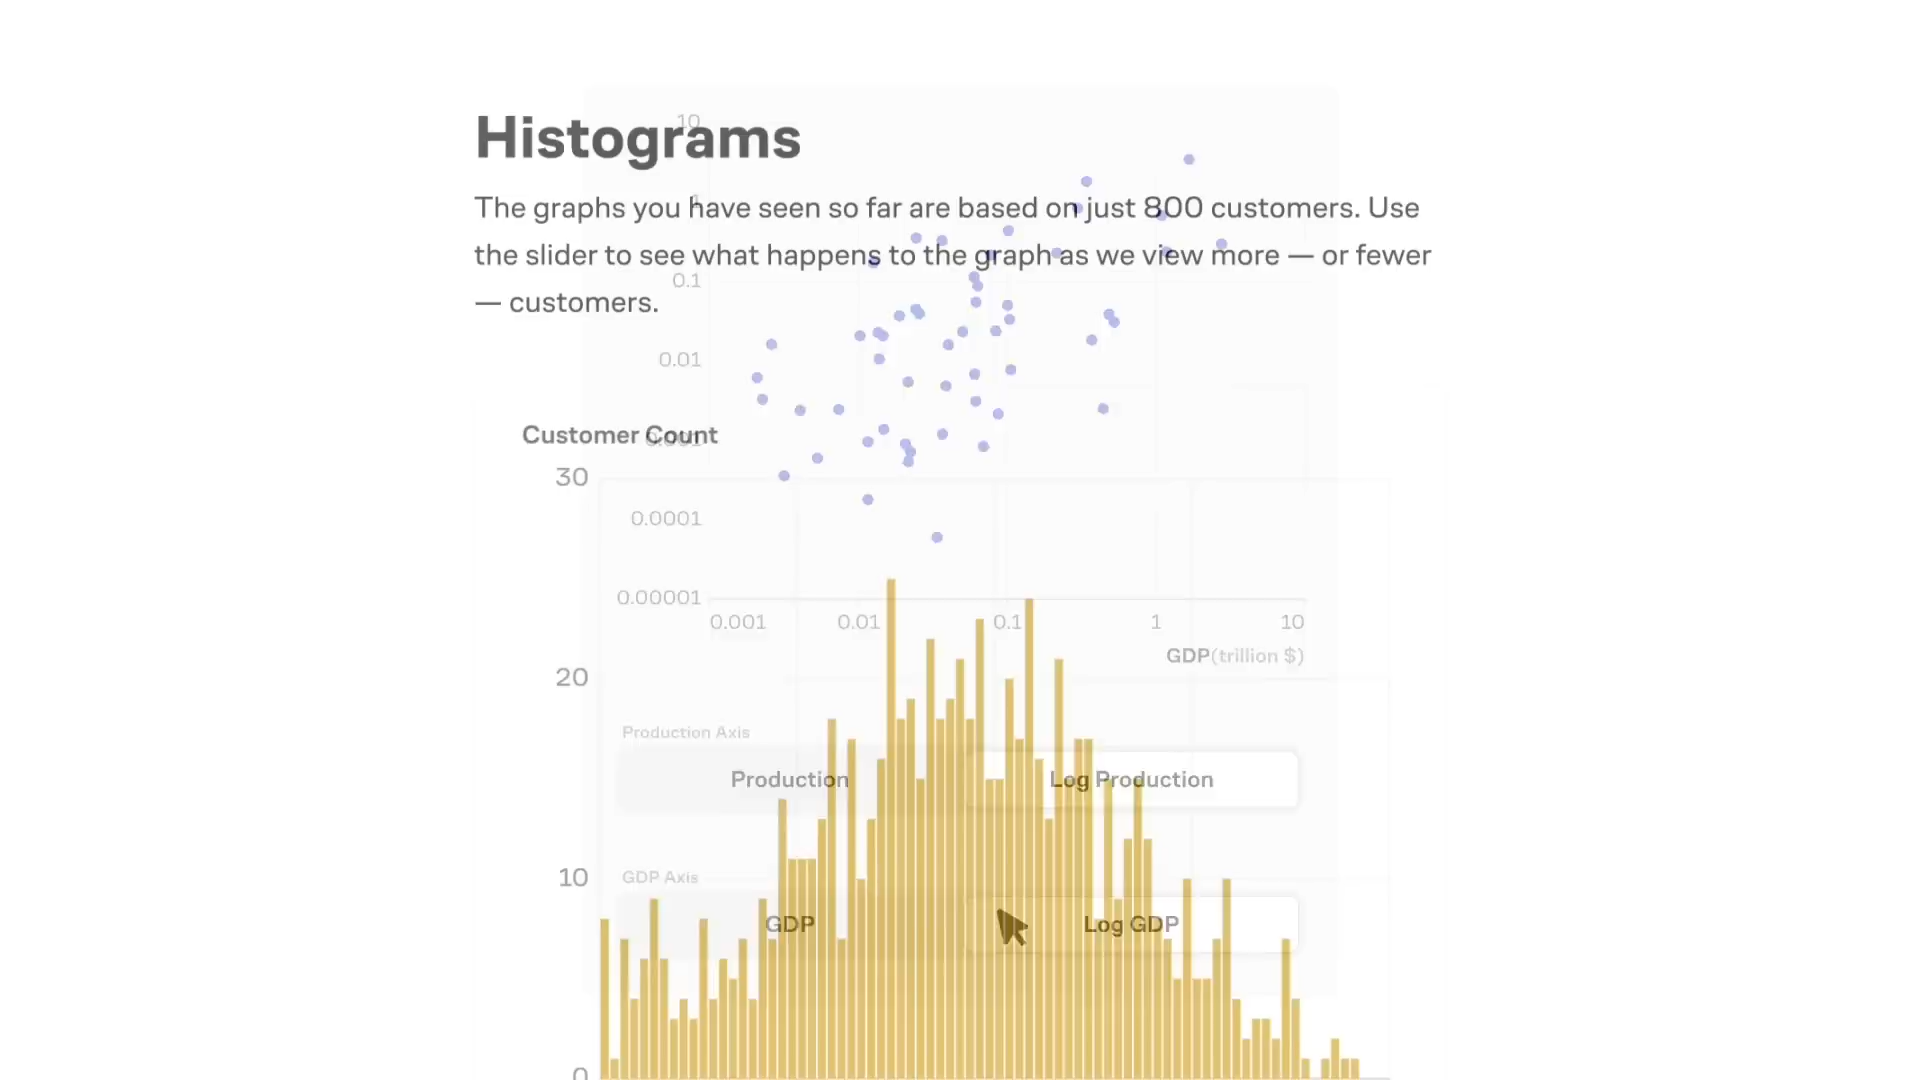 Histograms
The graphs you have seen so far are based on just 800 customers. Use
the slider to see what happens to the graph as we view more — or fewer
— customers.
10
1
0.1
0.01
0.001
0.0001
0.00001
0.001 0.01 0.1 1 10
GDP(trillion $)
Customer Count
30
20
10
0
Production Axis
Production
Log Production
GDP Axis
GDP
Log GDP